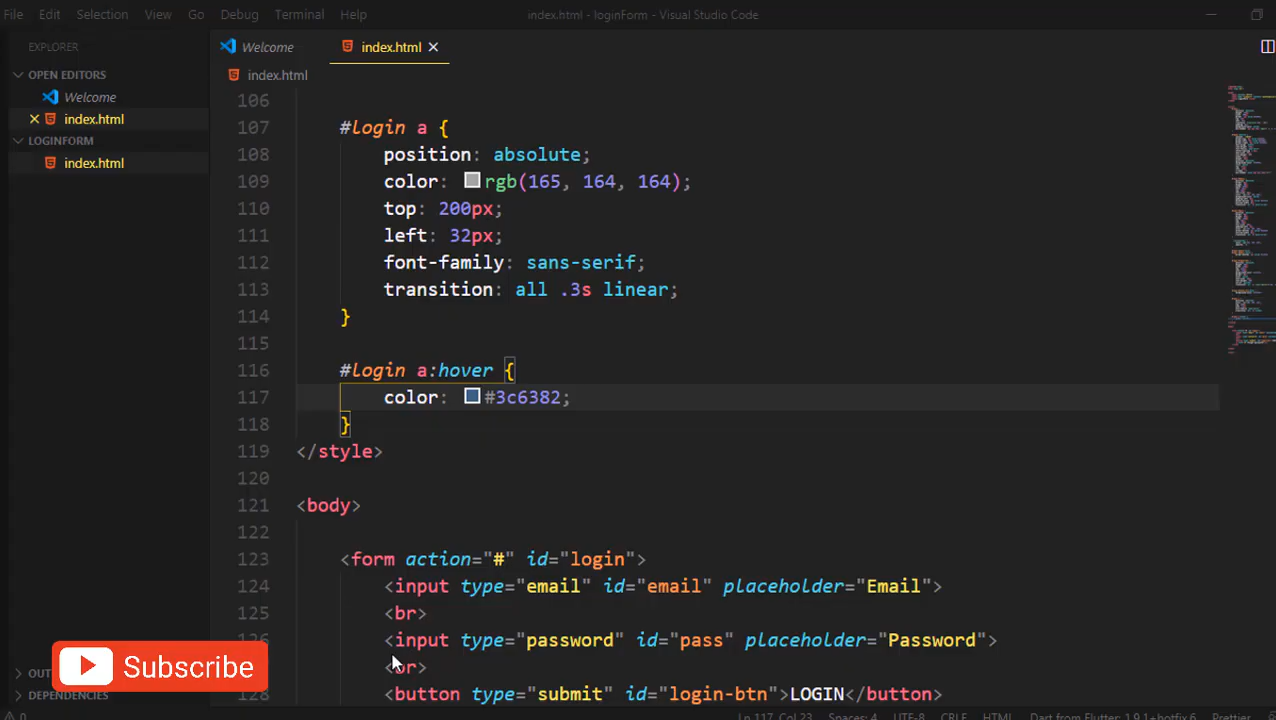 File Edit Selection View Go Debug Terminal Help
index.html - loginForm - Visual Studio Code
EXPLORER
OPEN EDITORS
Welcome
index.html
LOGINFORM
index.html
DEPENDENCIES
Subscribe
Welcome index.html
index.html
106
107 #login a {
108 position: absolute;
109 color: rgb(165, 164, 164);
110 top: 200px;
111 left: 32px;
112 font-family: sans-serif;
113 transition: all .3s linear;
114 }
115
116 #login a:hover {
117 color: #3c6382;
118 }
119 </style>
120
121 <body>
122
123 <form action="#" id="login">
124 <input type="email" id="email" placeholder="Email">
125 <br>
126 <input type="password" id="pass" placeholder="Password">
<br>
128 <button type="submit" id="login-btn">LOGIN</button>
0 Ln 117, Col 23 Spaces: 4 UTF-8 CRLF HTML Dart from Flutter: 1.9.1+hotfix.6 Prettier